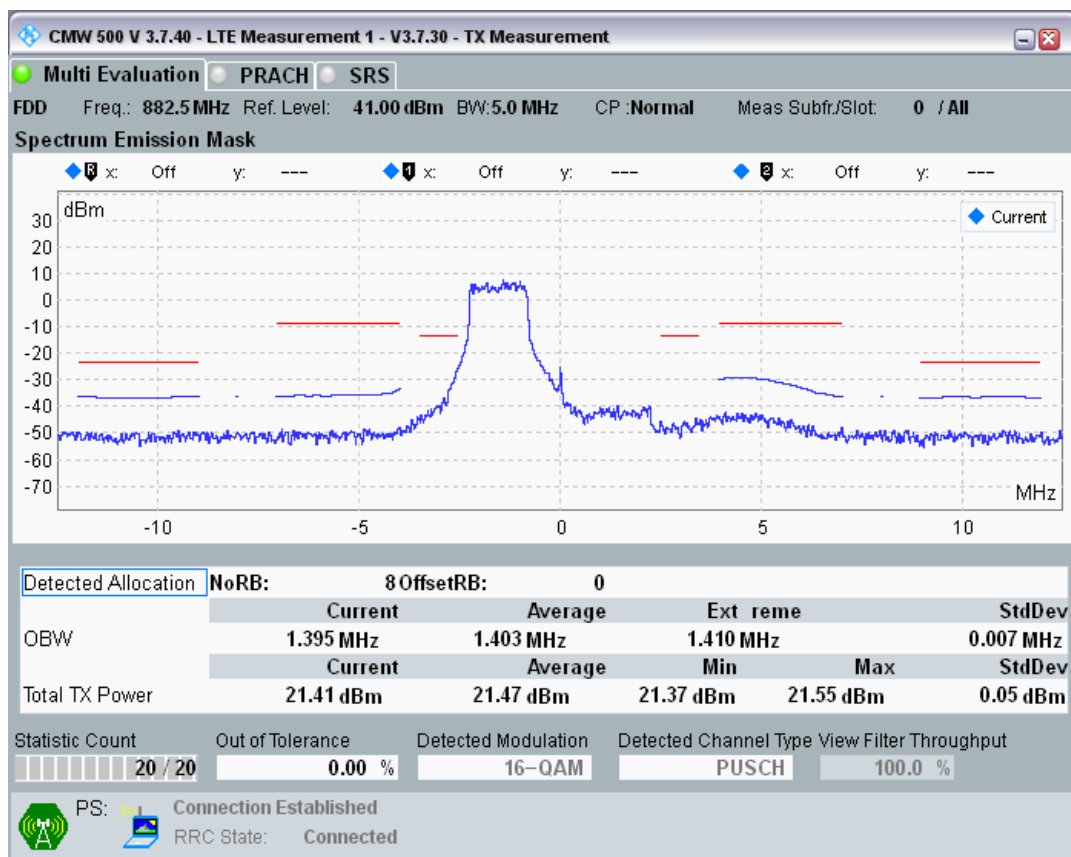 CMW 500 V 3.7.40 - LTE Measurement 1 - V3.7.30 - TX Measurement
Multi Evaluation PRACH SRS
FDD Freq.: 882.5 MHz Ref. Level: 41.00 dBm BW:5.0 MHz CP :Normal Meas Subfr./Slot: 0 / All
Spectrum Emission Mask
R x: Off y: --- 1 x: Off y: --- 2 x: Off y: ---
dBm
Current
30
20
10
0
-10
-20
-30
-40
-50
-60
-70
MHz
-10 -5 0 5 10
Detected Allocation NoRB: 8 OffsetRB: 0
Current Average Ext reme StdDev
OBW 1.395 MHz 1.403 MHz 1.410 MHz 0.007 MHz
Current Average Min Max StdDev
Total TX Power 21.41 dBm 21.47 dBm 21.37 dBm 21.55 dBm 0.05 dBm
Statistic Count Out of Tolerance Detected Modulation Detected Channel Type View Filter Throughput
20 / 20 0.00 % 16-QAM PUSCH 100.0 %
PS: Connection Established
RRC State: Connected